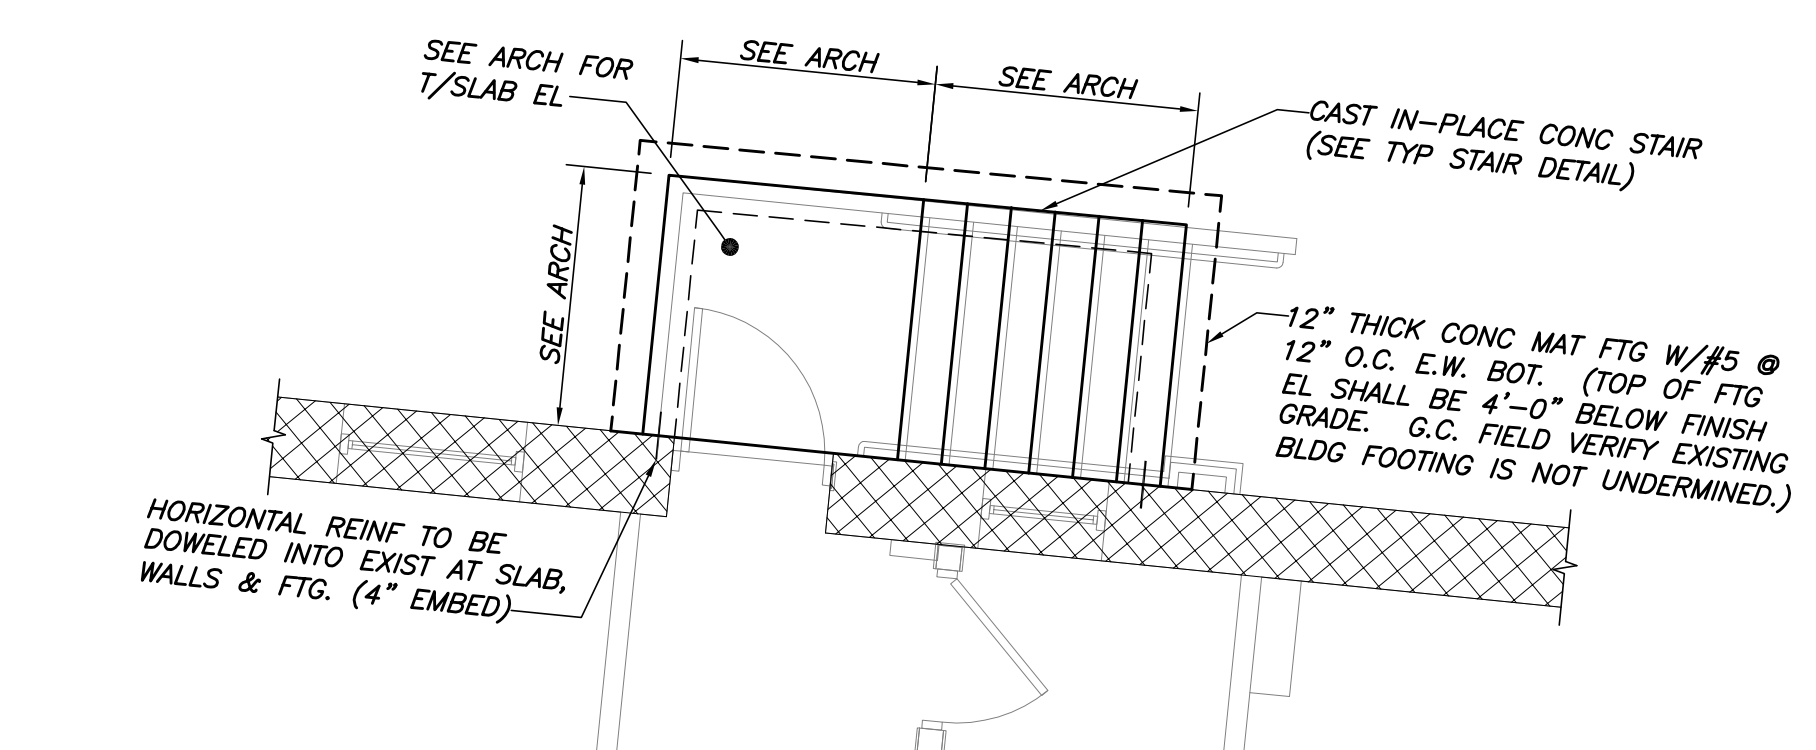 SEE ARCH FOR
T/SLAB EL
SEE ARCH
SEE ARCH
CAST IN-PLACE CONC STAIR
(SEE TYP STAIR DETAIL)
SEE ARCH
12" THICK CONC MAT FTG W/#5 @
12" O.C. E.W. BOT. (TOP OF FTG
EL SHALL BE 4'-0" BELOW FINISH
GRADE. G.C. FIELD VERIFY EXISTING
BLDG FOOTING IS NOT UNDERMINED.)
HORIZONTAL REINF TO BE
DOWELED INTO EXIST AT SLAB,
WALLS & FTG. (4" EMBED)